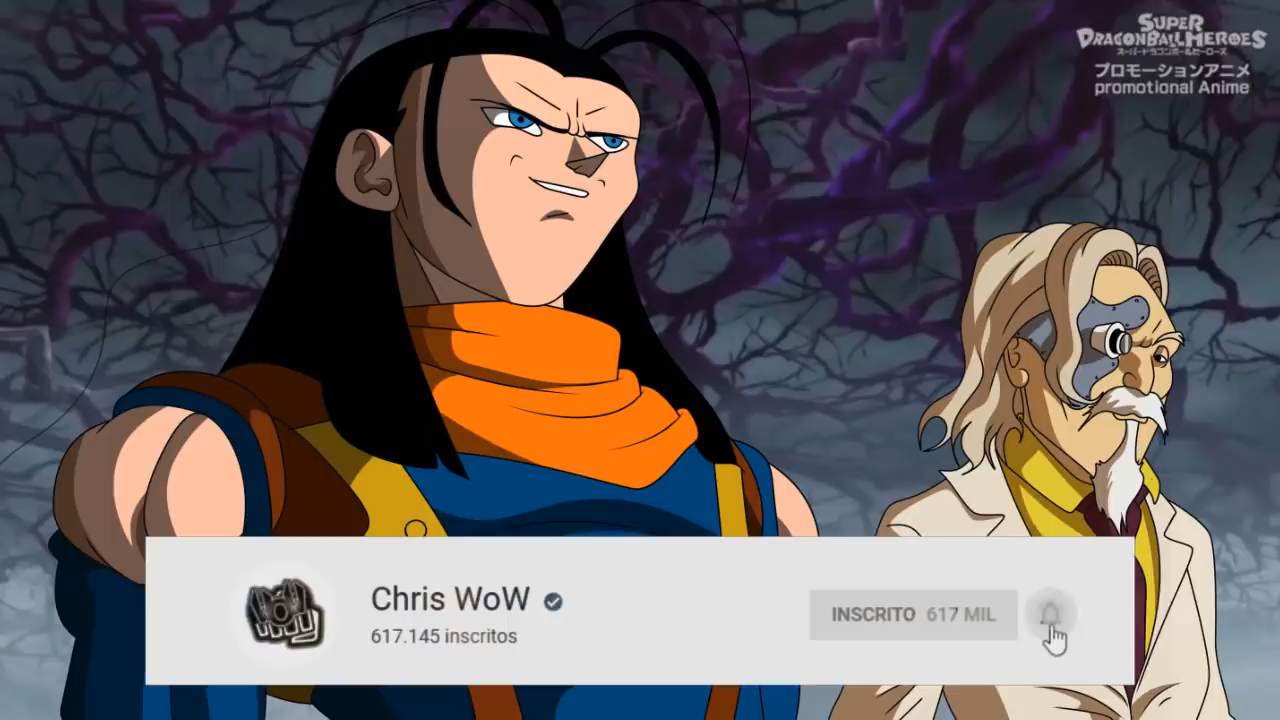 SUPER
DRAGONBALL HEROES
スーパードラゴンボールヒーローズ
プロモーションアニメ
promotional Anime
Chris WoW
617.145 inscritos
INSCRITO 617 MIL